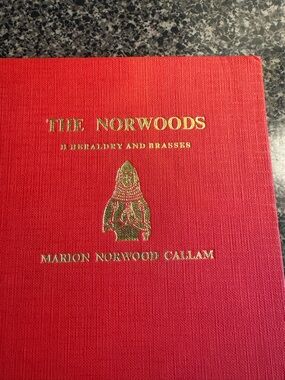 THE NORWOODS
II HERALDRY AND BRASSES
MARION NORWOOD CALLAM